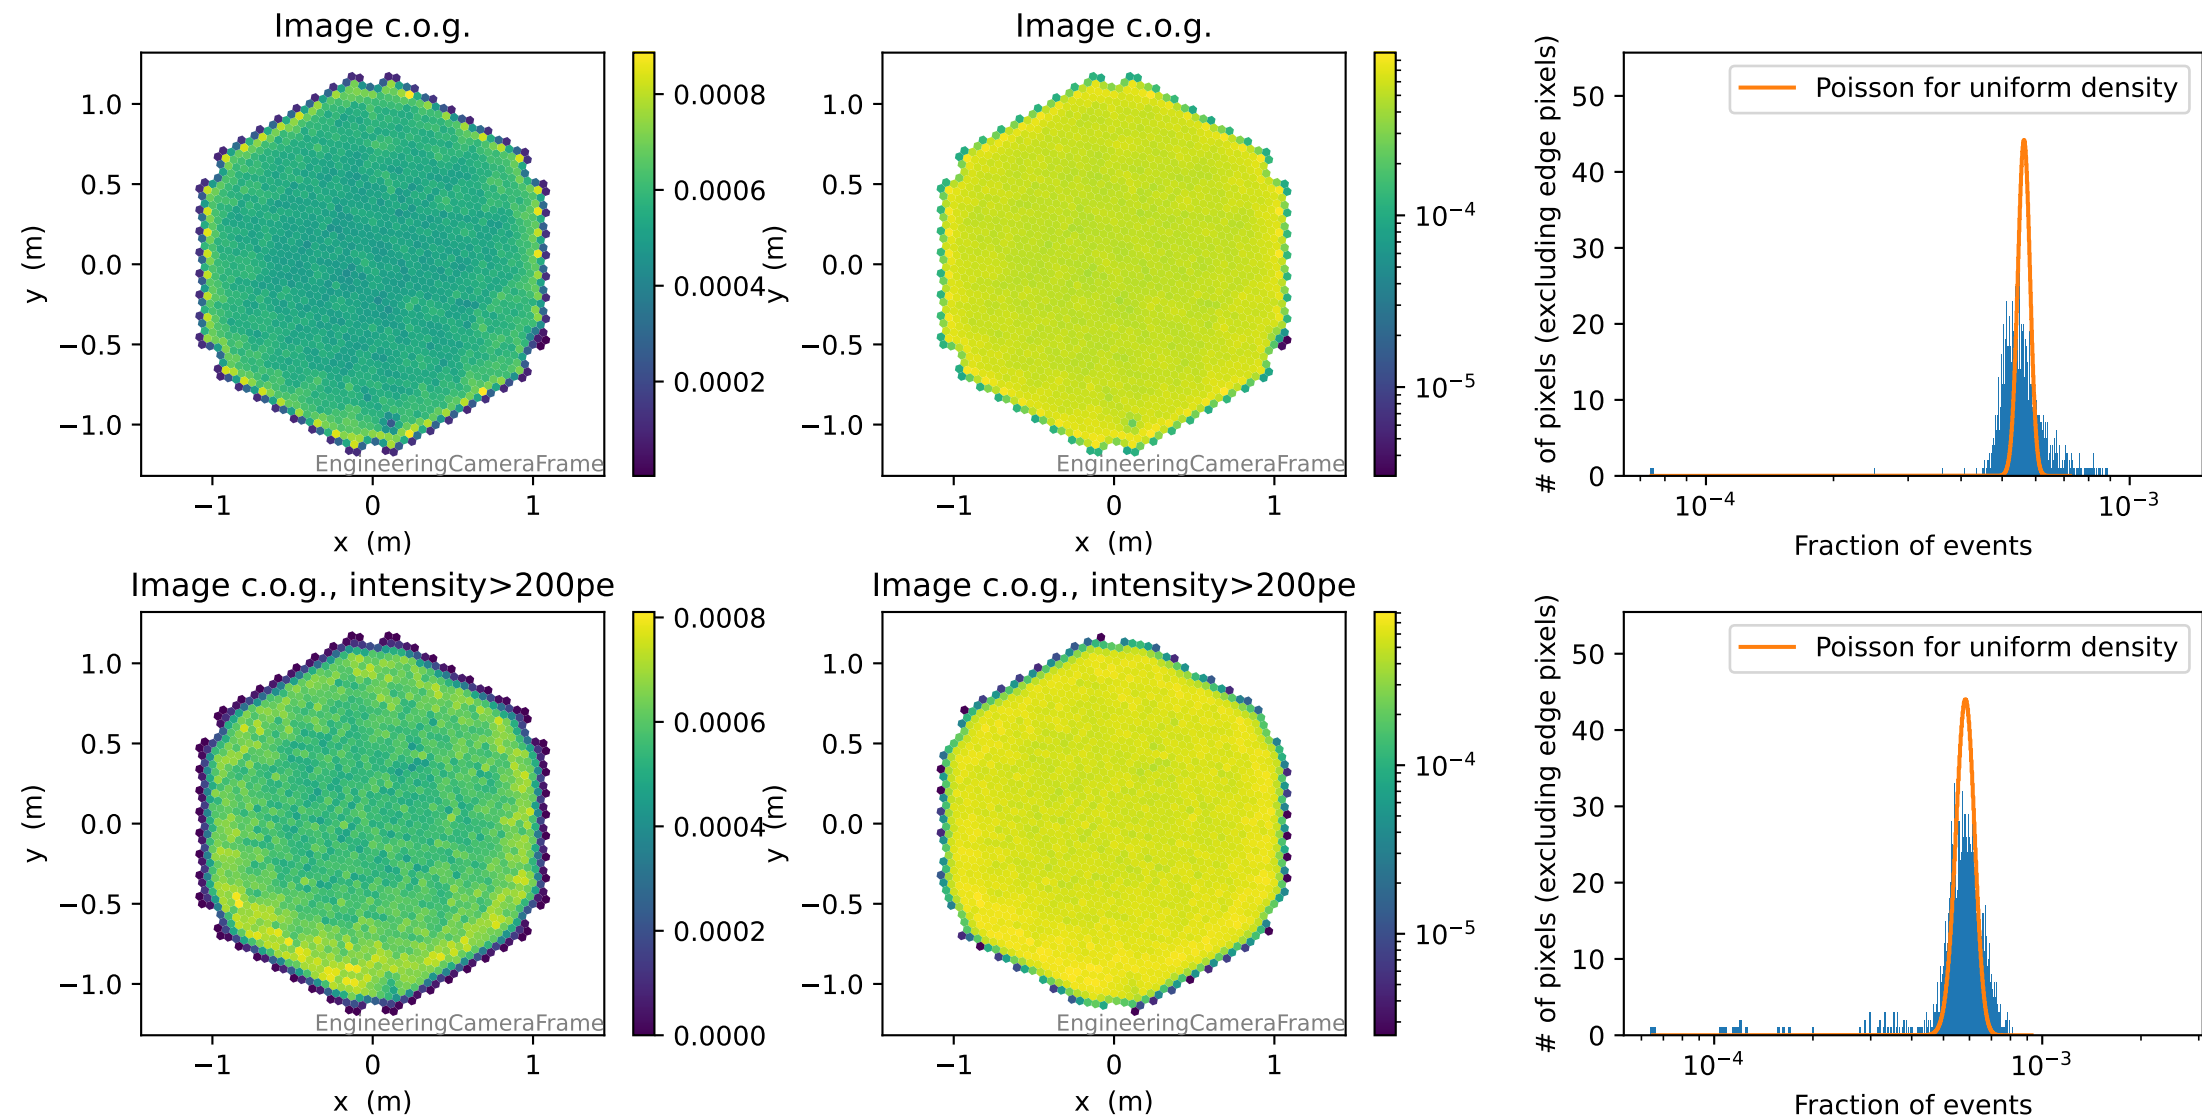 Image c.o.g.
1.0
0.5
0.0
−0.5
−1.0
y (m)
−1
0
1
x (m)
EngineeringCameraFrame
0.0008
0.0006
0.0004
0.0002
Image c.o.g.
1.0
0.5
0.0
−0.5
−1.0
y (m)
−1
0
1
x (m)
EngineeringCameraFrame
10⁻⁴
10⁻⁵
# of pixels (excluding edge pixels)
50
40
30
20
10
0
Poisson for uniform density
10⁻⁴
10⁻³
Fraction of events
Image c.o.g., intensity>200pe
1.0
0.5
0.0
−0.5
−1.0
y (m)
−1
0
1
x (m)
EngineeringCameraFrame
0.0008
0.0006
0.0004
0.0002
0.0000
Image c.o.g., intensity>200pe
1.0
0.5
0.0
−0.5
−1.0
y (m)
−1
0
1
x (m)
EngineeringCameraFrame
10⁻⁴
10⁻⁵
# of pixels (excluding edge pixels)
50
40
30
20
10
0
Poisson for uniform density
10⁻⁴
10⁻³
Fraction of events